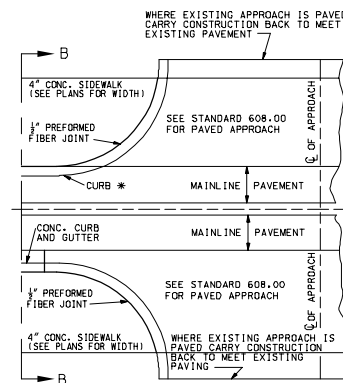 WHERE EXISTING APPROACH IS PAVED
CARRY CONSTRUCTION BACK TO MEET
EXISTING PAVEMENT
B
4" CONC. SIDEWALK
(SEE PLANS FOR WIDTH)
½" PREFORMED
FIBER JOINT
SEE STANDARD 608.00
FOR PAVED APPROACH
℄ OF APPROACH
CURB *
MAINLINE PAVEMENT
CONC. CURB
AND GUTTER
MAINLINE PAVEMENT
½" PREFORMED
FIBER JOINT
SEE STANDARD 608.00
FOR PAVED APPROACH
℄ OF APPROACH
4" CONC. SIDEWALK
(SEE PLANS FOR WIDTH)
WHERE EXISTING APPROACH IS
PAVED CARRY CONSTRUCTION
BACK TO MEET EXISTING
PAVING
B